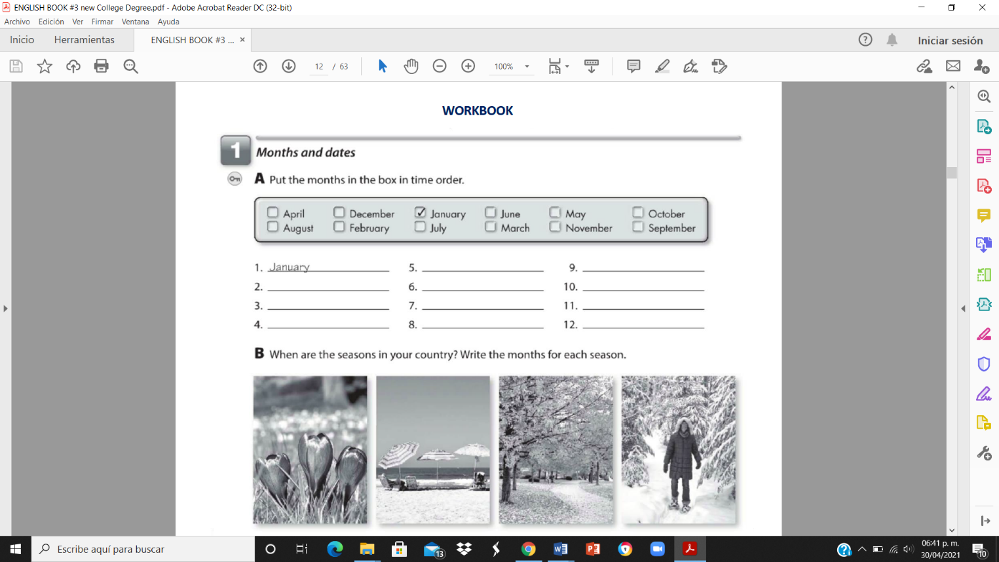 ENGLISH BOOK #3 new College Degree.pdf - Adobe Acrobat Reader DC (32-bit)
Archivo Edición Ver Firmar Ventana Ayuda
Inicio Herramientas ENGLISH BOOK #3 ... × Iniciar sesión
12 / 63 100%
WORKBOOK
1 Months and dates
A Put the months in the box in time order.
April December January June May October
August February July March November September
1. January 5. 9.
2. 6. 10.
3. 7. 11.
4. 8. 12.
B When are the seasons in your country? Write the months for each season.
Escribe aquí para buscar 13 06:41 p. m.
30/04/2021 10